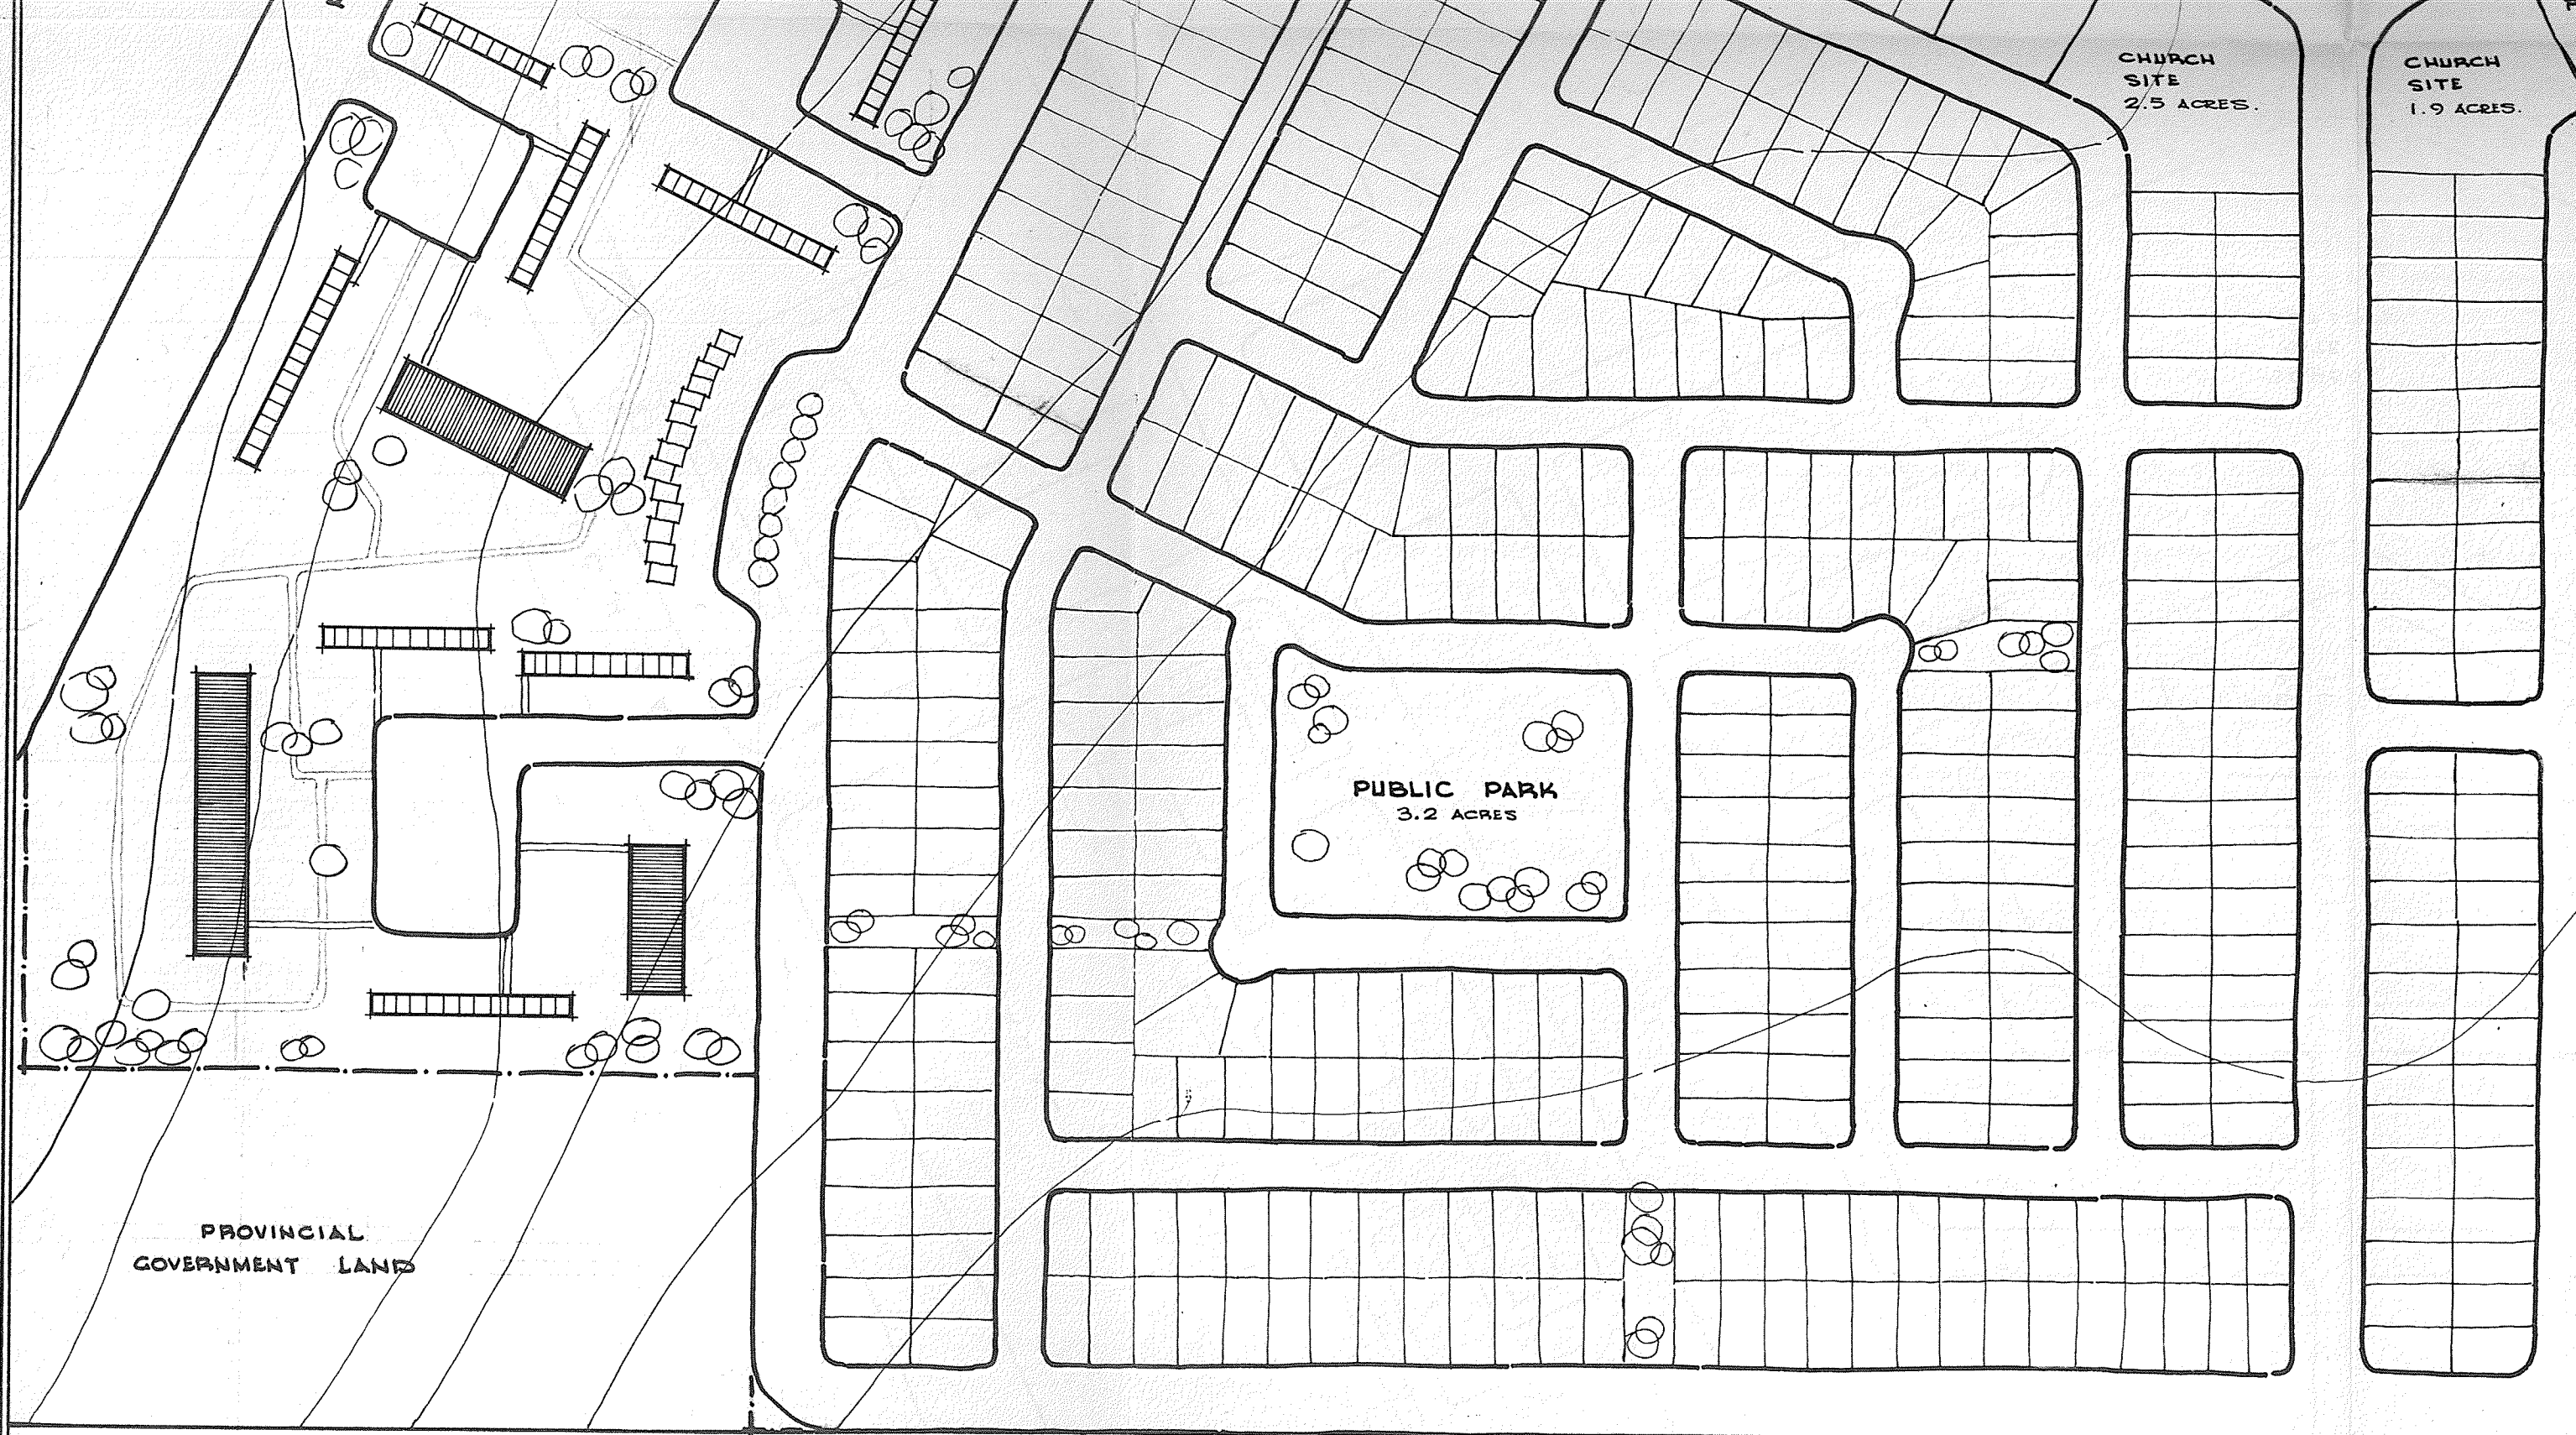 CHURCH
SITE
2.5 ACRES.
CHURCH
SITE
1.9 ACRES.
PUBLIC PARK
3.2 ACRES
PROVINCIAL
GOVERNMENT LAND